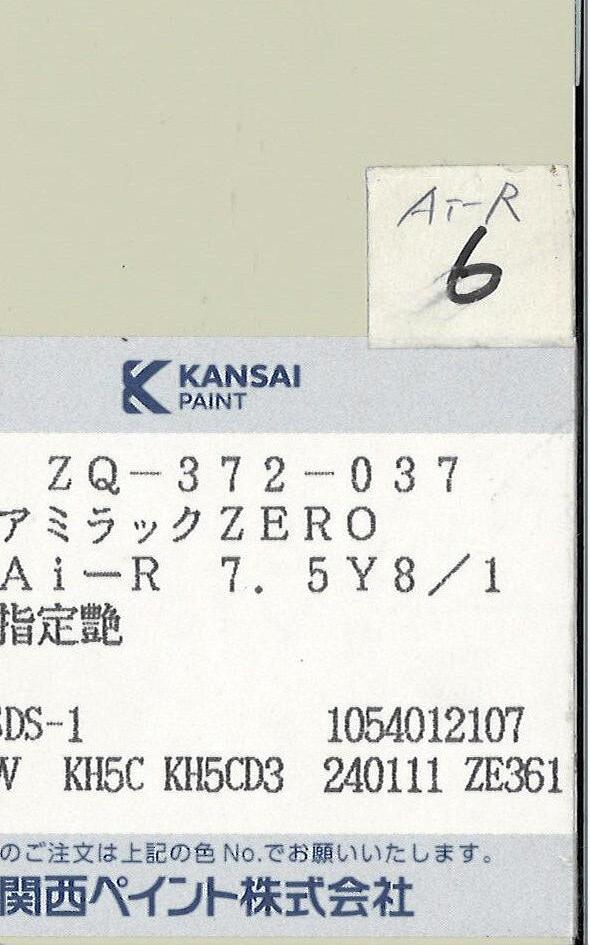 Ai-R
6
KANSAI
PAINT
ZQ-372-037
アミラックZERO
Ai-R 7.5Y8/1
指定艶
SDS-1 1054012107
W KH5C KH5CD3 240111 ZE361
のご注文は上記の色No.でお願いいたします。
関西ペイント株式会社